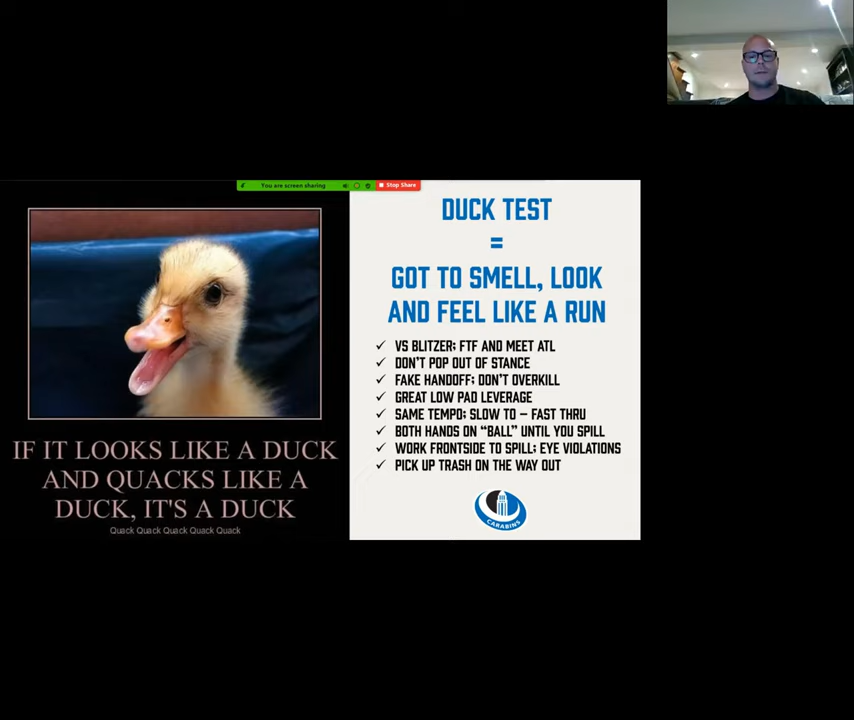 You are screen sharing
Stop Share
IF IT LOOKS LIKE A DUCK
AND QUACKS LIKE A
DUCK, IT'S A DUCK
Quack Quack Quack Quack Quack
DUCK TEST
=
GOT TO SMELL, LOOK
AND FEEL LIKE A RUN
✓ VS BLITZER; FTF AND MEET ATL
✓ DON'T POP OUT OF STANCE
✓ FAKE HANDOFF; DON'T OVERKILL
✓ GREAT LOW PAD LEVERAGE
✓ SAME TEMPO; SLOW TO – FAST THRU
✓ BOTH HANDS ON “BALL” UNTIL YOU SPILL
✓ WORK FRONTSIDE TO SPILL; EYE VIOLATIONS
✓ PICK UP TRASH ON THE WAY OUT
CARABINS